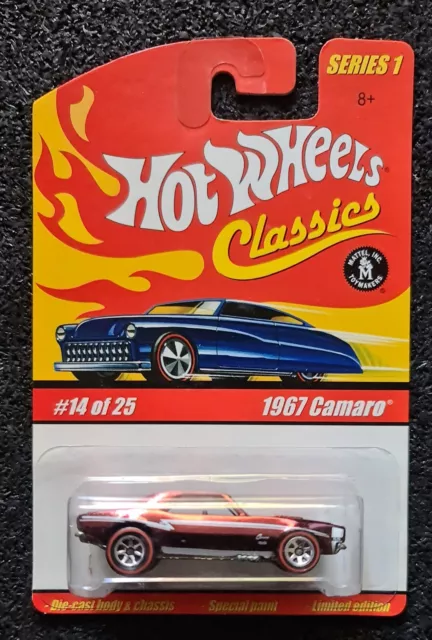 SERIES 1
8+
HOT WHEELS®
Classics
MATTEL, INC.
M
TOYMAKERS
®
#14 of 25
1967 Camaro®
Die-cast body & chassis
Special paint
Limited edition